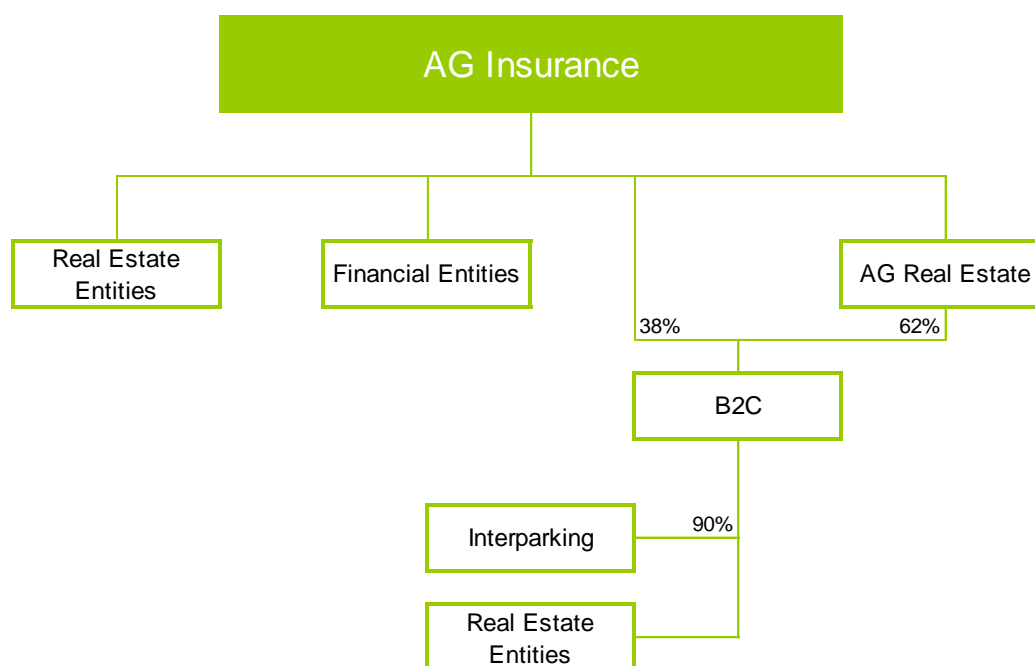 AG Insurance
Real Estate
Entities
Financial Entities
AG Real Estate
38%
62%
B2C
Interparking
90%
Real Estate
Entities